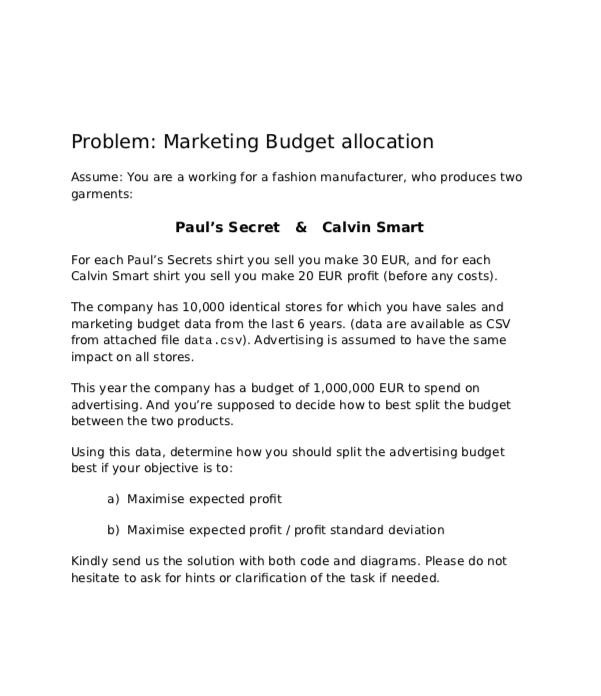 Problem: Marketing Budget allocation
Assume: You are a working for a fashion manufacturer, who produces two
garments:
Paul’s Secret & Calvin Smart
For each Paul’s Secrets shirt you sell you make 30 EUR, and for each
Calvin Smart shirt you sell you make 20 EUR profit (before any costs).
The company has 10,000 identical stores for which you have sales and
marketing budget data from the last 6 years. (data are available as CSV
from attached file data.csv). Advertising is assumed to have the same
impact on all stores.
This year the company has a budget of 1,000,000 EUR to spend on
advertising. And you’re supposed to decide how to best split the budget
between the two products.
Using this data, determine how you should split the advertising budget
best if your objective is to:
a) Maximise expected profit
b) Maximise expected profit / profit standard deviation
Kindly send us the solution with both code and diagrams. Please do not
hesitate to ask for hints or clarification of the task if needed.